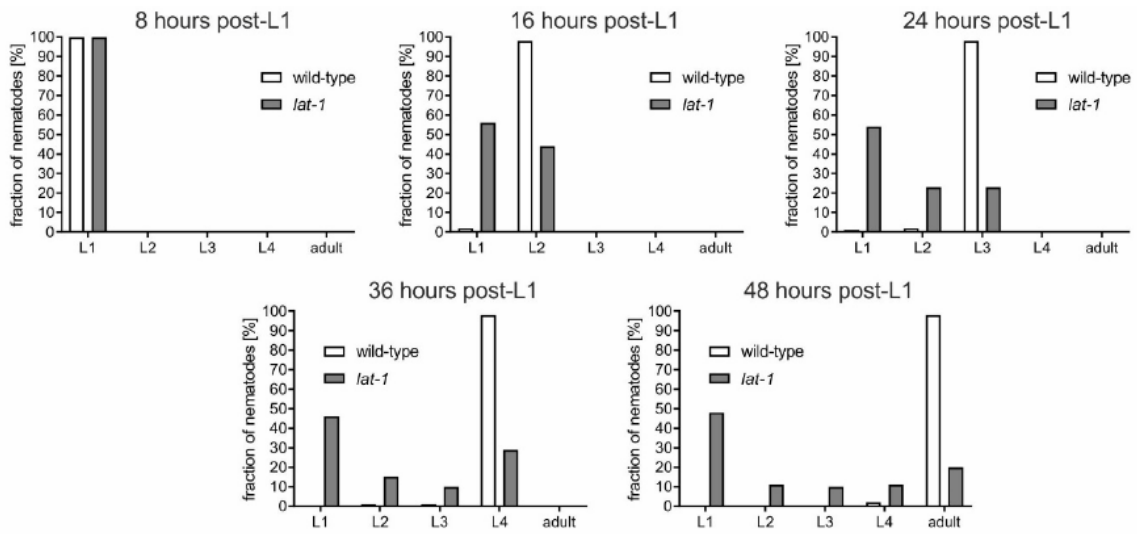 8 hours post-L1
fraction of nematodes [%]
100
90
80
70
60
50
40
30
20
10
0
wild-type
lat-1
L1 L2 L3 L4 adult
16 hours post-L1
fraction of nematodes [%]
100
90
80
70
60
50
40
30
20
10
0
wild-type
lat-1
L1 L2 L3 L4 adult
24 hours post-L1
fraction of nematodes [%]
100
90
80
70
60
50
40
30
20
10
0
wild-type
lat-1
L1 L2 L3 L4 adult
36 hours post-L1
fraction of nematodes [%]
100
90
80
70
60
50
40
30
20
10
0
wild-type
lat-1
L1 L2 L3 L4 adult
48 hours post-L1
fraction of nematodes [%]
100
90
80
70
60
50
40
30
20
10
0
wild-type
lat-1
L1 L2 L3 L4 adult